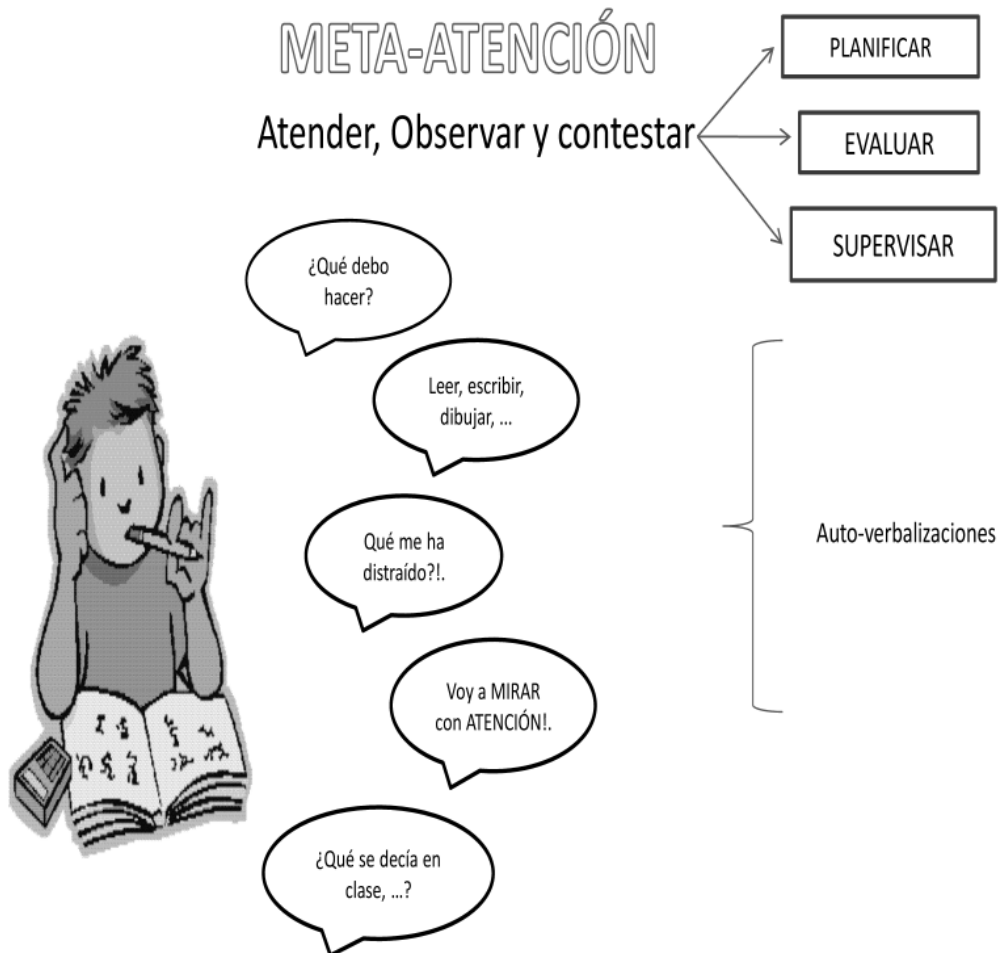 META-ATENCIÓN
Atender, Observar y contestar
PLANIFICAR
EVALUAR
SUPERVISAR
¿Qué debo
hacer?
Leer, escribir,
dibujar, ...
Qué me ha
distraído?!.
Voy a MIRAR
con ATENCIÓN!.
¿Qué se decía en
clase, ...?
Auto-verbalizaciones